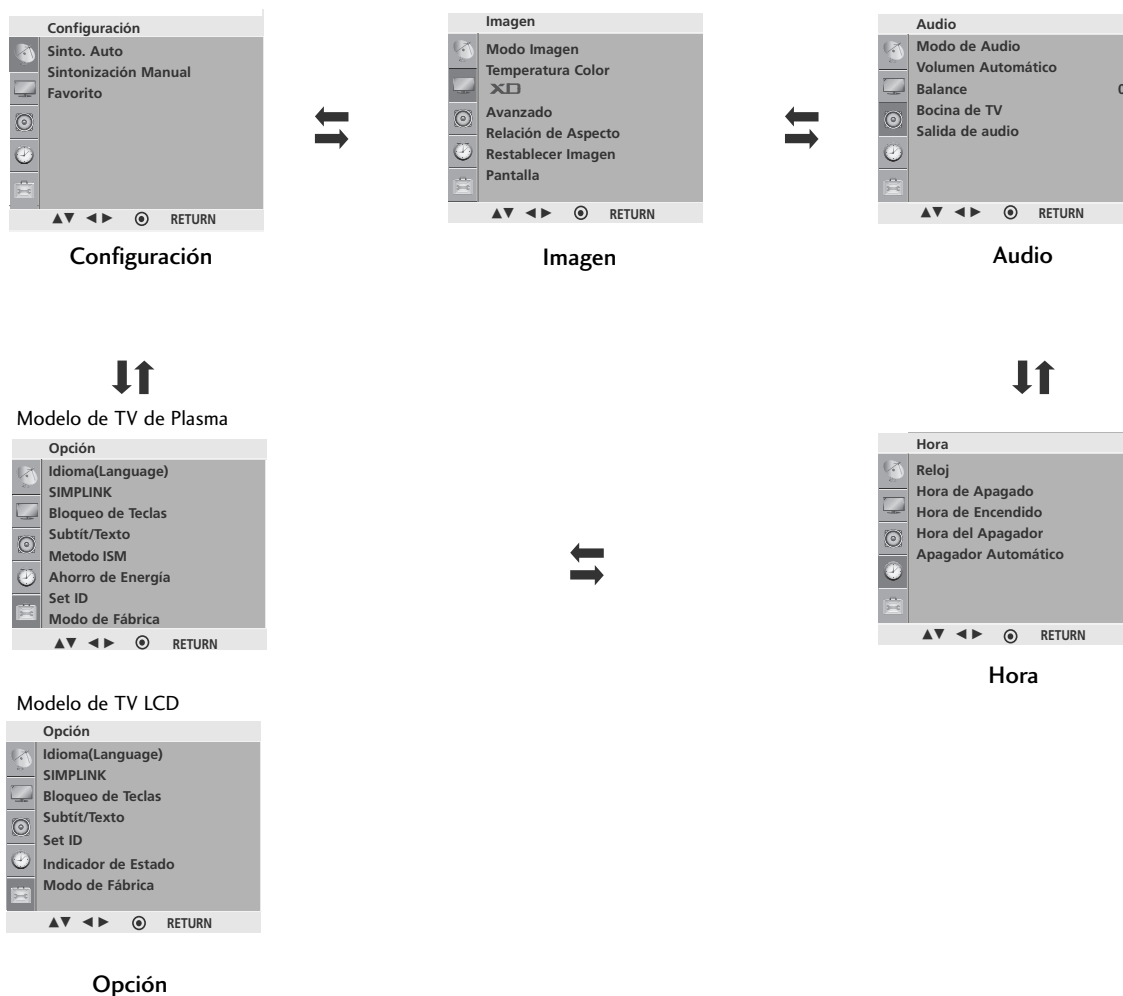 Configuración
Sinto. Auto
Sintonización Manual
Favorito
RETURN
Configuración
Imagen
Modo Imagen
Temperatura Color
XD
Avanzado
Relación de Aspecto
Restablecer Imagen
Pantalla
RETURN
Imagen
Audio
Modo de Audio
Volumen Automático
Balance 0
Bocina de TV
Salida de audio
RETURN
Audio
Modelo de TV de Plasma
Opción
Idioma(Language)
SIMPLINK
Bloqueo de Teclas
Subtít/Texto
Metodo ISM
Ahorro de Energía
Set ID
Modo de Fábrica
RETURN
Hora
Reloj
Hora de Apagado
Hora de Encendido
Hora del Apagador
Apagador Automático
RETURN
Hora
Modelo de TV LCD
Opción
Idioma(Language)
SIMPLINK
Bloqueo de Teclas
Subtít/Texto
Set ID
Indicador de Estado
Modo de Fábrica
RETURN
Opción